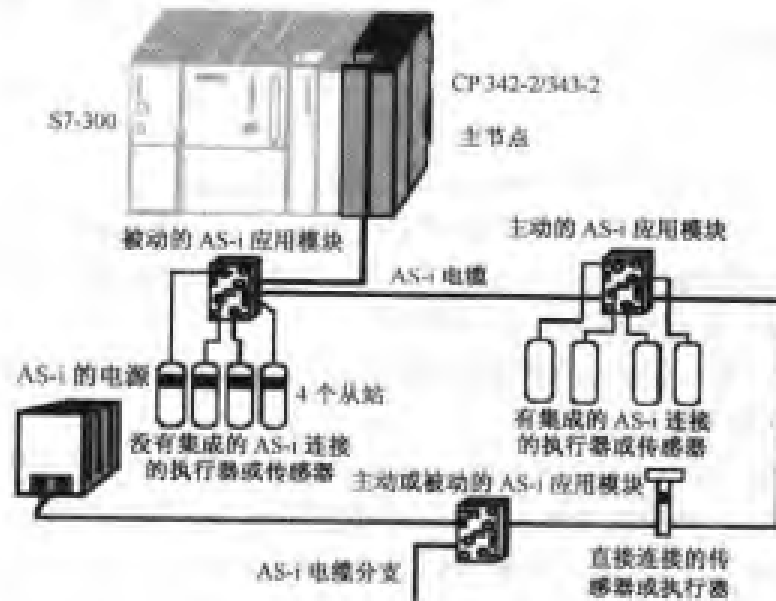 CP 342-2/343-2
S7-300
主节点
被动的 AS-i 应用模块
主动的 AS-i 应用模块
AS-i 电缆
AS-i 的电源
4 个从站
没有集成的 AS-i 连接
的执行器或传感器
有集成的 AS-i 连接
的执行器或传感器
主动或被动的 AS-i 应用模块
AS-i 电缆分支
直接连接的传
感器或执行器